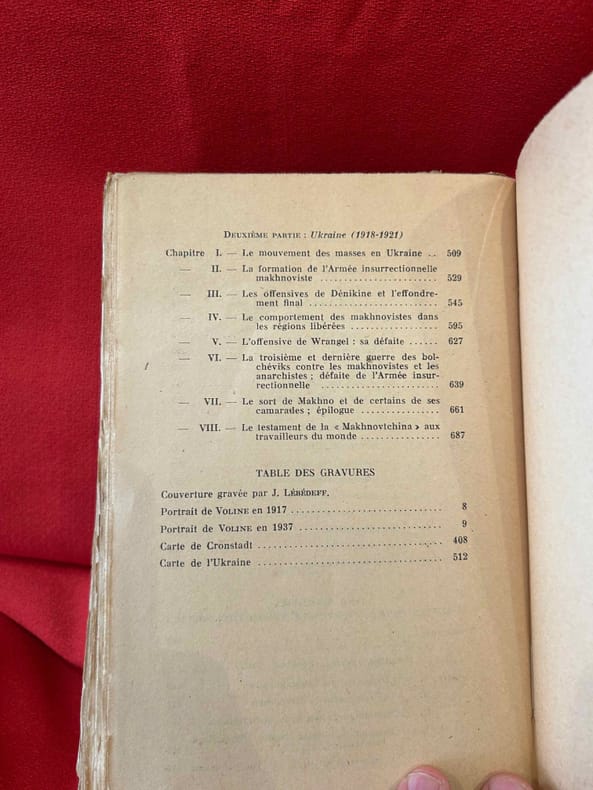 DEUXIÈME PARTIE : Ukraine (1918-1921)
Chapitre I. — Le mouvement des masses en Ukraine .. 509
— II. — La formation de l'Armée insurrectionnelle
makhnoviste .................... 529
— III. — Les offensives de Dénikine et l'effondre-
ment final ...................... 545
— IV. — Le comportement des makhnovistes dans
les régions libérées ................ 595
— V. — L'offensive de Wrangel : sa défaite ...... 627
— VI. — La troisième et dernière guerre des bol-
chéviks contre les makhnovistes et les
anarchistes ; défaite de l'Armée insur-
rectionnelle ...................... 639
— VII. — Le sort de Makhno et de certains de ses
camarades ; épilogue .............. 661
— VIII. — Le testament de la « Makhnovtchina » aux
travailleurs du monde .............. 687
TABLE DES GRAVURES
Couverture gravée par J. LÉBÉDEFF.
Portrait de VOLINE en 1917 ............................ 8
Portrait de VOLINE en 1937 ........................... 9
Carte de Cronstadt .................................. 408
Carte de l'Ukraine .................................. 512